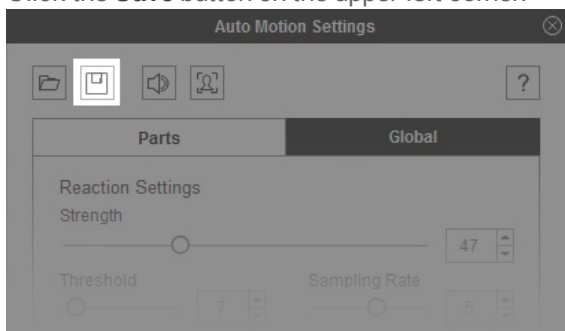 Click the Save button on the upper left corner.
Auto Motion Settings
?
Parts Global
Reaction Settings
Strength
47
Threshold Sampling Rate
7 5